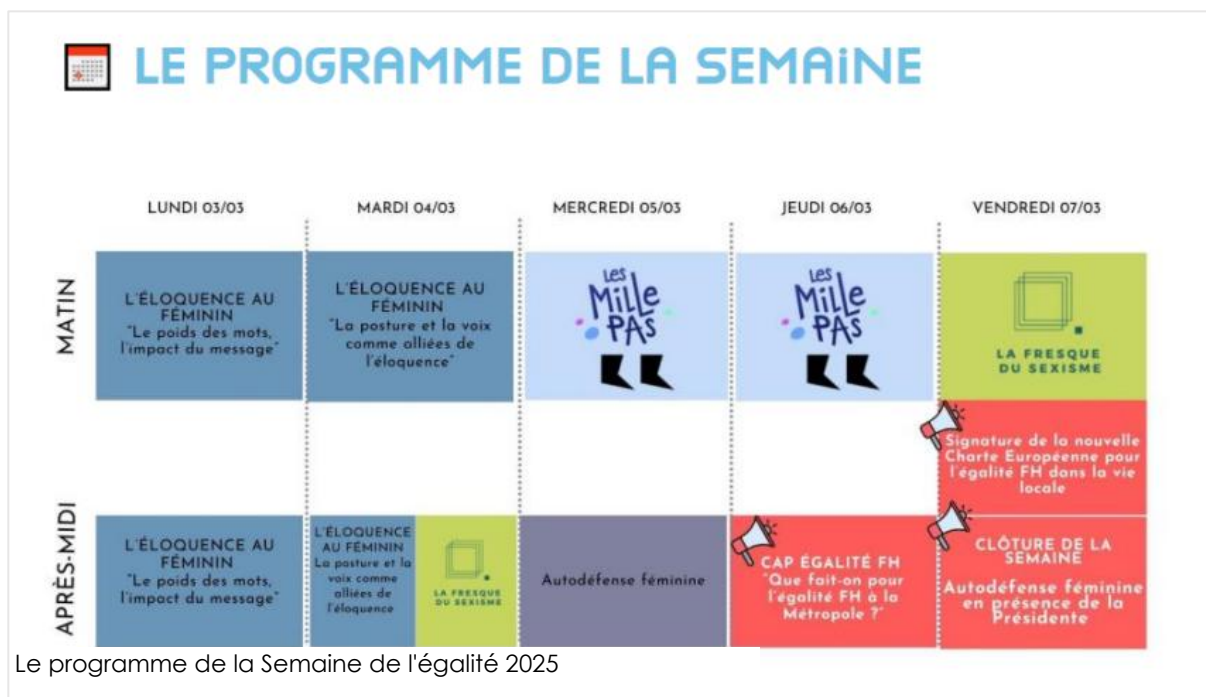 LE PROGRAMME DE LA SEMAiNE
LUNDI 03/03
MARDI 04/03
MERCREDI 05/03
JEUDI 06/03
VENDREDI 07/03
MATIN
L'ÉLOQUENCE AU
FÉMININ
"Le poids des mots,
l'impact du message"
L'ÉLOQUENCE AU
FÉMININ
"La posture et la voix
comme alliées de
l'éloquence"
Les
Mille
PAS
Les
Mille
PAS
LA FRESQUE
DU SEXISME
Signature de la nouvelle
Charte Européenne pour
l'égalité FH dans la vie
locale
APRÈS-MIDI
L'ÉLOQUENCE AU
FÉMININ
"Le poids des mots,
l'impact du message"
L'ÉLOQUENCE
AU FÉMININ
La posture et la
voix comme
alliées de
l'éloquence
LA FRESQUE
DU SEXISME
Autodéfense féminine
CAP ÉGALITÉ FH
"Que fait-on pour
l'égalité FH à la
Métropole ?"
CLÔTURE DE LA
SEMAINE
Autodéfense féminine
en présence de la
Présidente
Le programme de la Semaine de l'égalité 2025